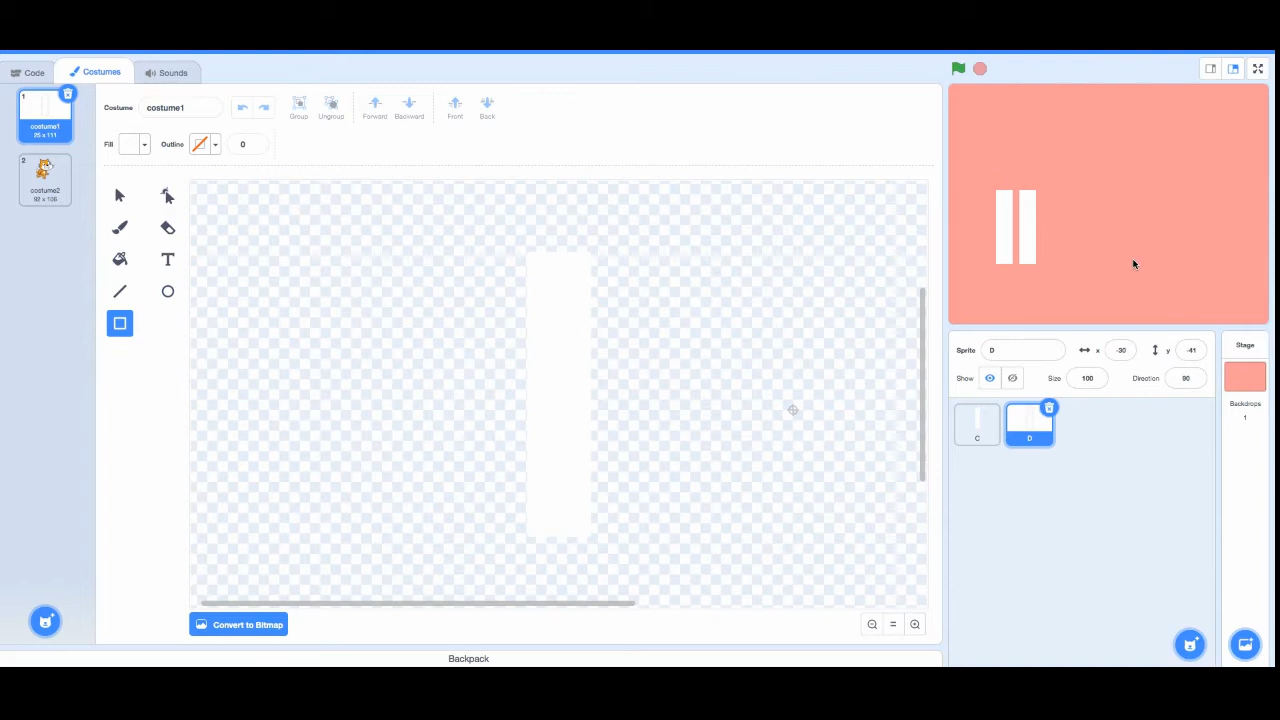 Code Costumes Sounds
1
costume1
25 x 111
2
costume2
92 x 106
Costume costume1
Group Ungroup Forward Backward Front Back
Fill Outline 0
T
Convert to Bitmap
Backpack
Sprite D x -30 y -41
Show Size 100 Direction 90
C
D
Stage
Backdrops
1